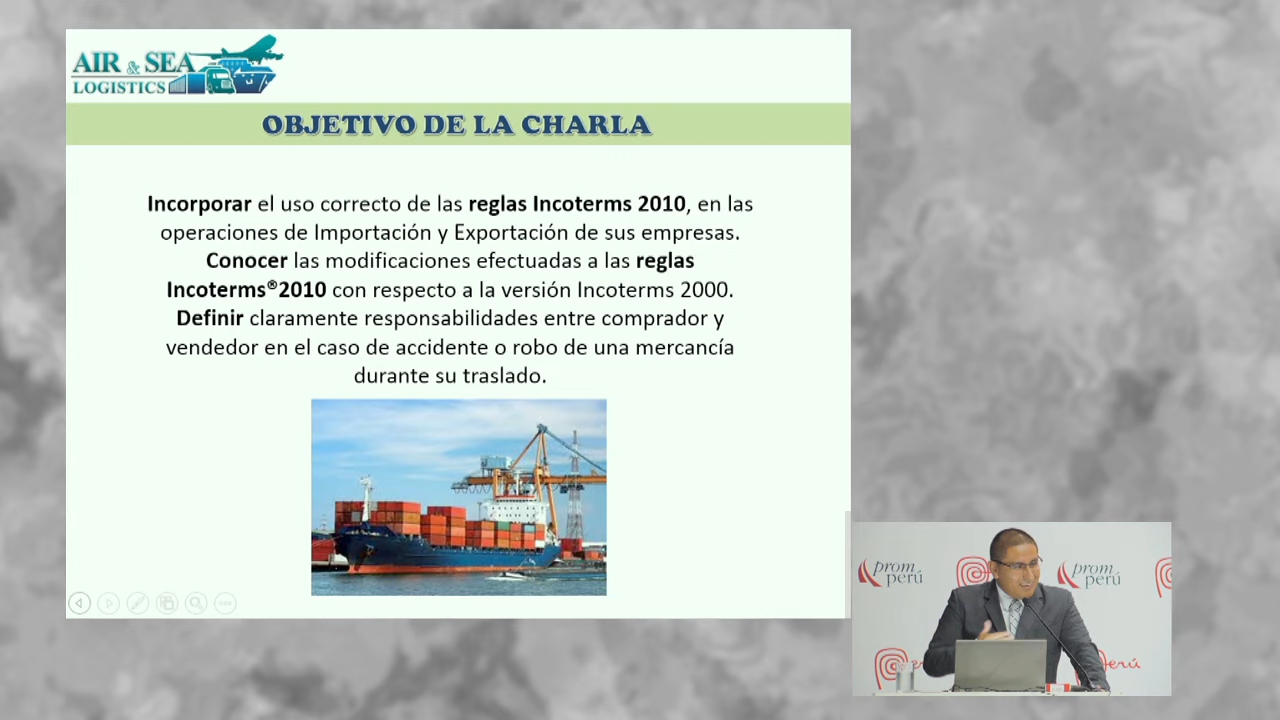 AIR & SEA
LOGISTICS
OBJETIVO DE LA CHARLA
Incorporar el uso correcto de las reglas Incoterms 2010, en las
operaciones de Importación y Exportación de sus empresas.
Conocer las modificaciones efectuadas a las reglas
Incoterms®2010 con respecto a la versión Incoterms 2000.
Definir claramente responsabilidades entre comprador y
vendedor en el caso de accidente o robo de una mercancía
durante su traslado.
prom
perú
prom
perú